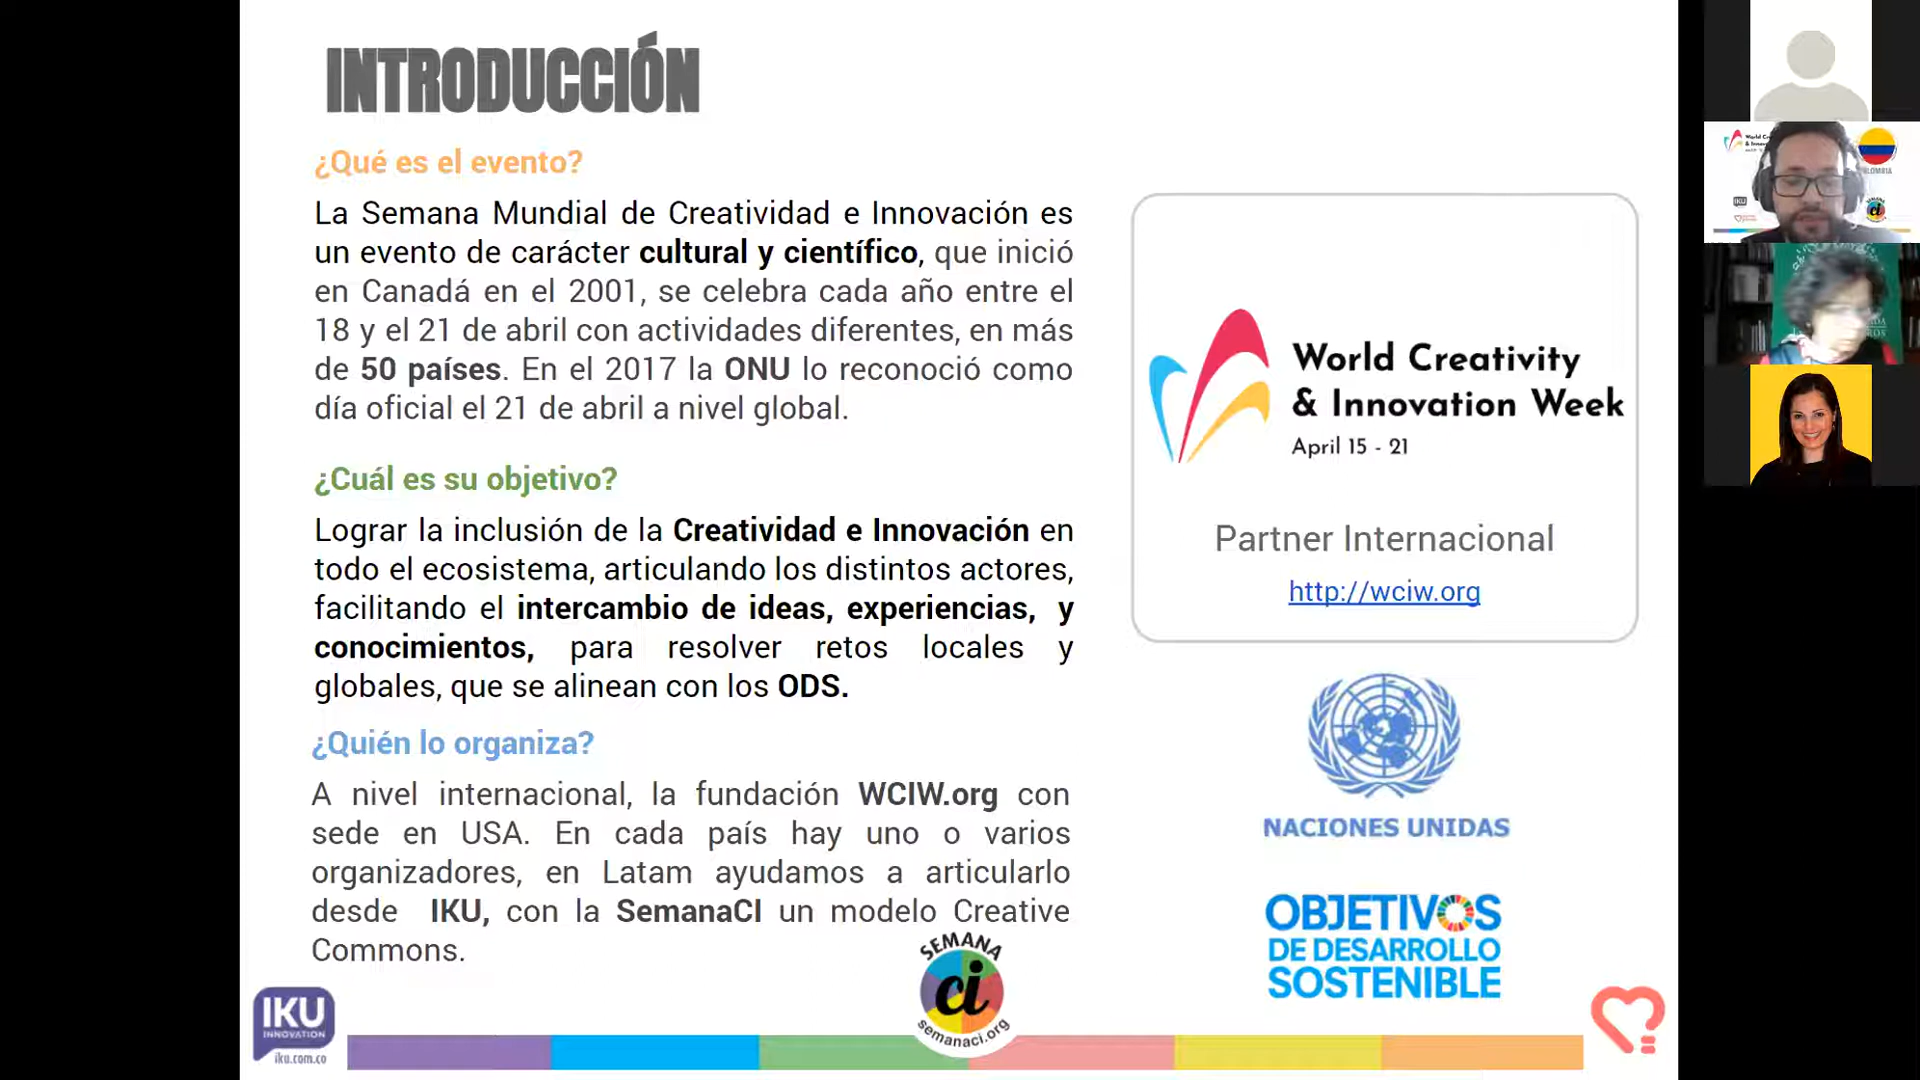 INTRODUCCIÓN
¿Qué es el evento?
La Semana Mundial de Creatividad e Innovación es
un evento de carácter cultural y científico, que inició
en Canadá en el 2001, se celebra cada año entre el
18 y el 21 de abril con actividades diferentes, en más
de 50 países. En el 2017 la ONU lo reconoció como
día oficial el 21 de abril a nivel global.
¿Cuál es su objetivo?
Lograr la inclusión de la Creatividad e Innovación en
todo el ecosistema, articulando los distintos actores,
facilitando el intercambio de ideas, experiencias, y
conocimientos, para resolver retos locales y
globales, que se alinean con los ODS.
¿Quién lo organiza?
A nivel internacional, la fundación WCIW.org con
sede en USA. En cada país hay uno o varios
organizadores, en Latam ayudamos a articularlo
desde IKU, con la SemanaCI un modelo Creative
Commons.
World Creativity
& Innovation Week
April 15 - 21
Partner Internacional
http://wciw.org
NACIONES UNIDAS
OBJETIVOS
DE DESARROLLO
SOSTENIBLE
IKU
INNOVATION
iku.com.co
SEMANA
ci
semanaci.org
IKU
ci